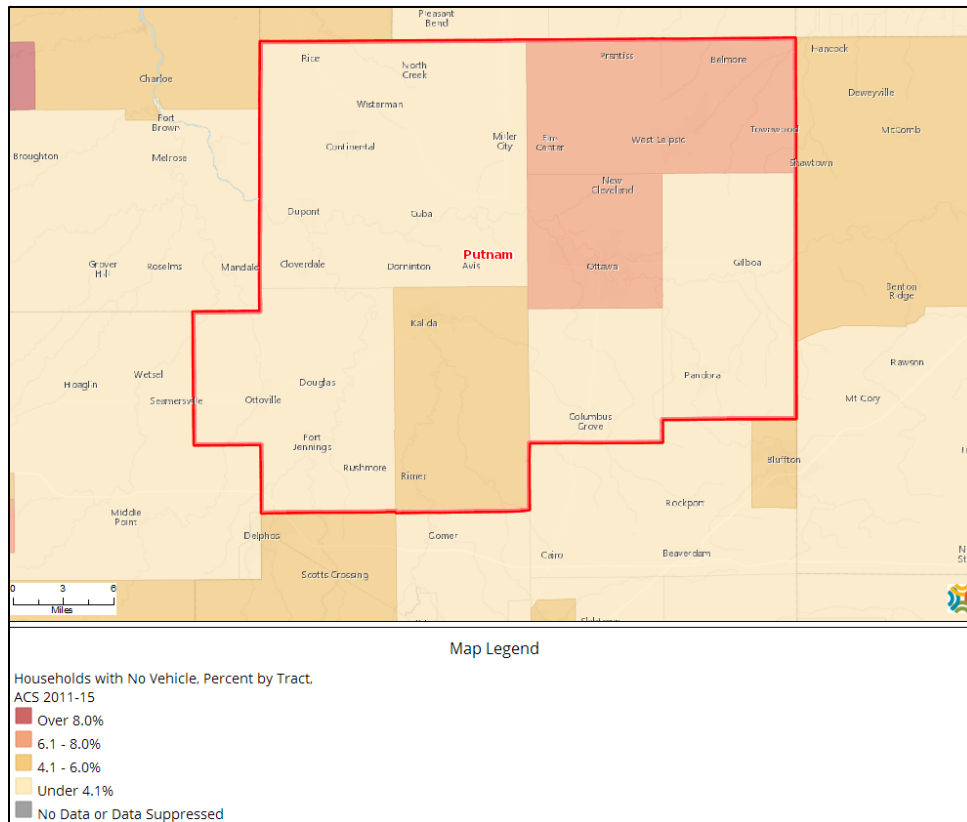 Pleasant
Bend
Rice
North
Creek
Prantiss
Belmore
Hancock
Charloe
Deweyville
Wisterman
Fort
Brown
Townwood
McComb
Continental
Miller
City
Elm
Center
West Leipsic
Broughton
Melrose
Shawtown
New
Cleveland
Dupont
Cuba
Putnam
Grover
Hill
Roselms
Mandale
Cloverdale
Dorninton
Avis
Ottawa
Gilboa
Benton
Ridge
Kalida
Rawson
Hoaglin
Wetsel
Douglas
Pandora
Seamersville
Ottoville
Mt Cory
Columbus
Grove
Fort
Jennings
Rushmore
Rimer
Bluffton
Rockport
Middle
Point
Delphos
Gomer
Cairo
Beaverdam
Scotts Crossing
0 3 6
Miles
Map Legend
Households with No Vehicle, Percent by Tract,
ACS 2011-15
Over 8.0%
6.1 - 8.0%
4.1 - 6.0%
Under 4.1%
No Data or Data Suppressed